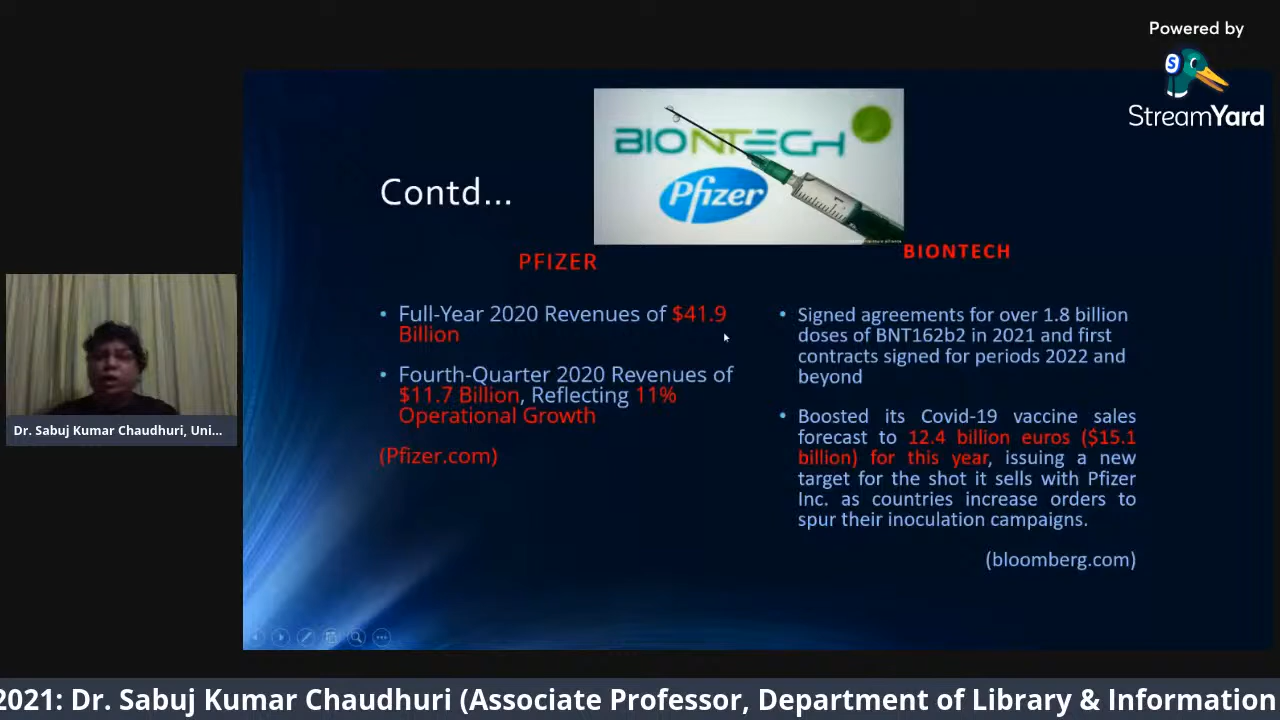 Powered by
StreamYard
BIONTECH
Pfizer
Contd...
PFIZER
BIONTECH
• Full-Year 2020 Revenues of $41.9
Billion
• Fourth-Quarter 2020 Revenues of
$11.7 Billion, Reflecting 11%
Operational Growth
(Pfizer.com)
• Signed agreements for over 1.8 billion
doses of BNT162b2 in 2021 and first
contracts signed for periods 2022 and
beyond
• Boosted its Covid-19 vaccine sales
forecast to 12.4 billion euros ($15.1
billion) for this year, issuing a new
target for the shot it sells with Pfizer
Inc. as countries increase orders to
spur their inoculation campaigns.
(bloomberg.com)
Dr. Sabuj Kumar Chaudhuri, Uni...
2021: Dr. Sabuj Kumar Chaudhuri (Associate Professor, Department of Library & Information